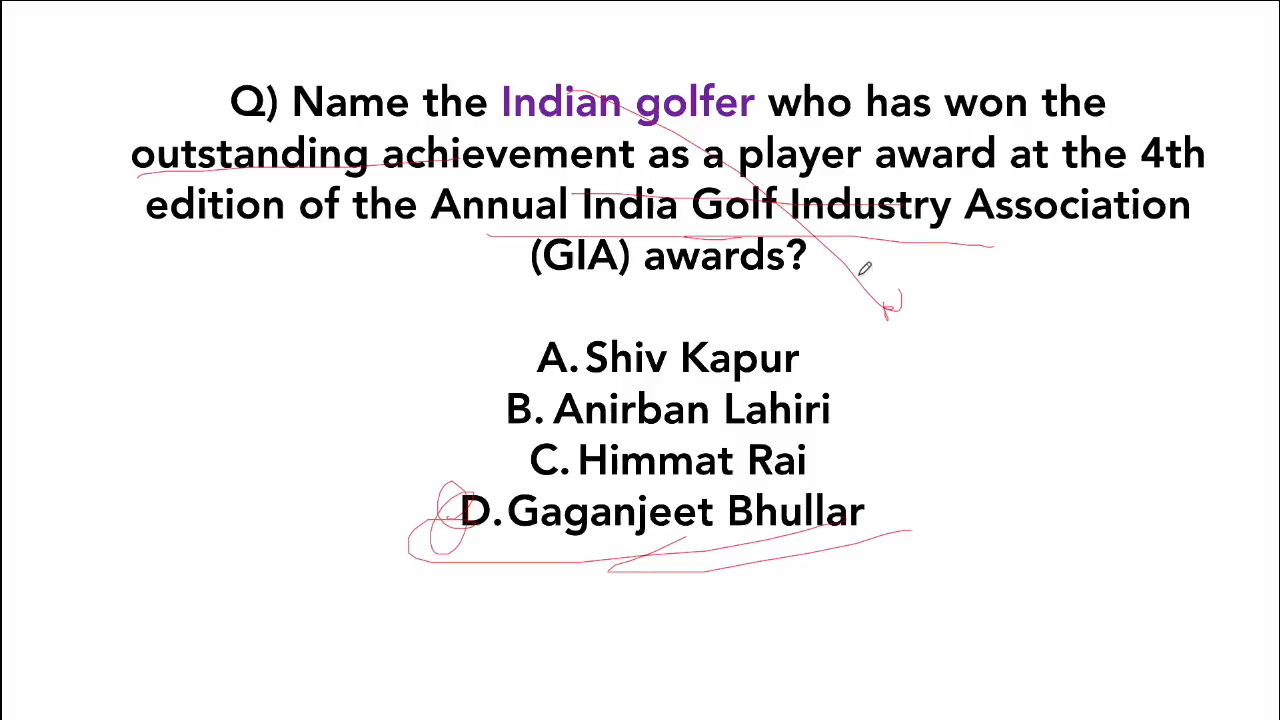 Q) Name the Indian golfer who has won the
outstanding achievement as a player award at the 4th
edition of the Annual India Golf Industry Association
(GIA) awards?
A. Shiv Kapur
B. Anirban Lahiri
C. Himmat Rai
D. Gaganjeet Bhullar